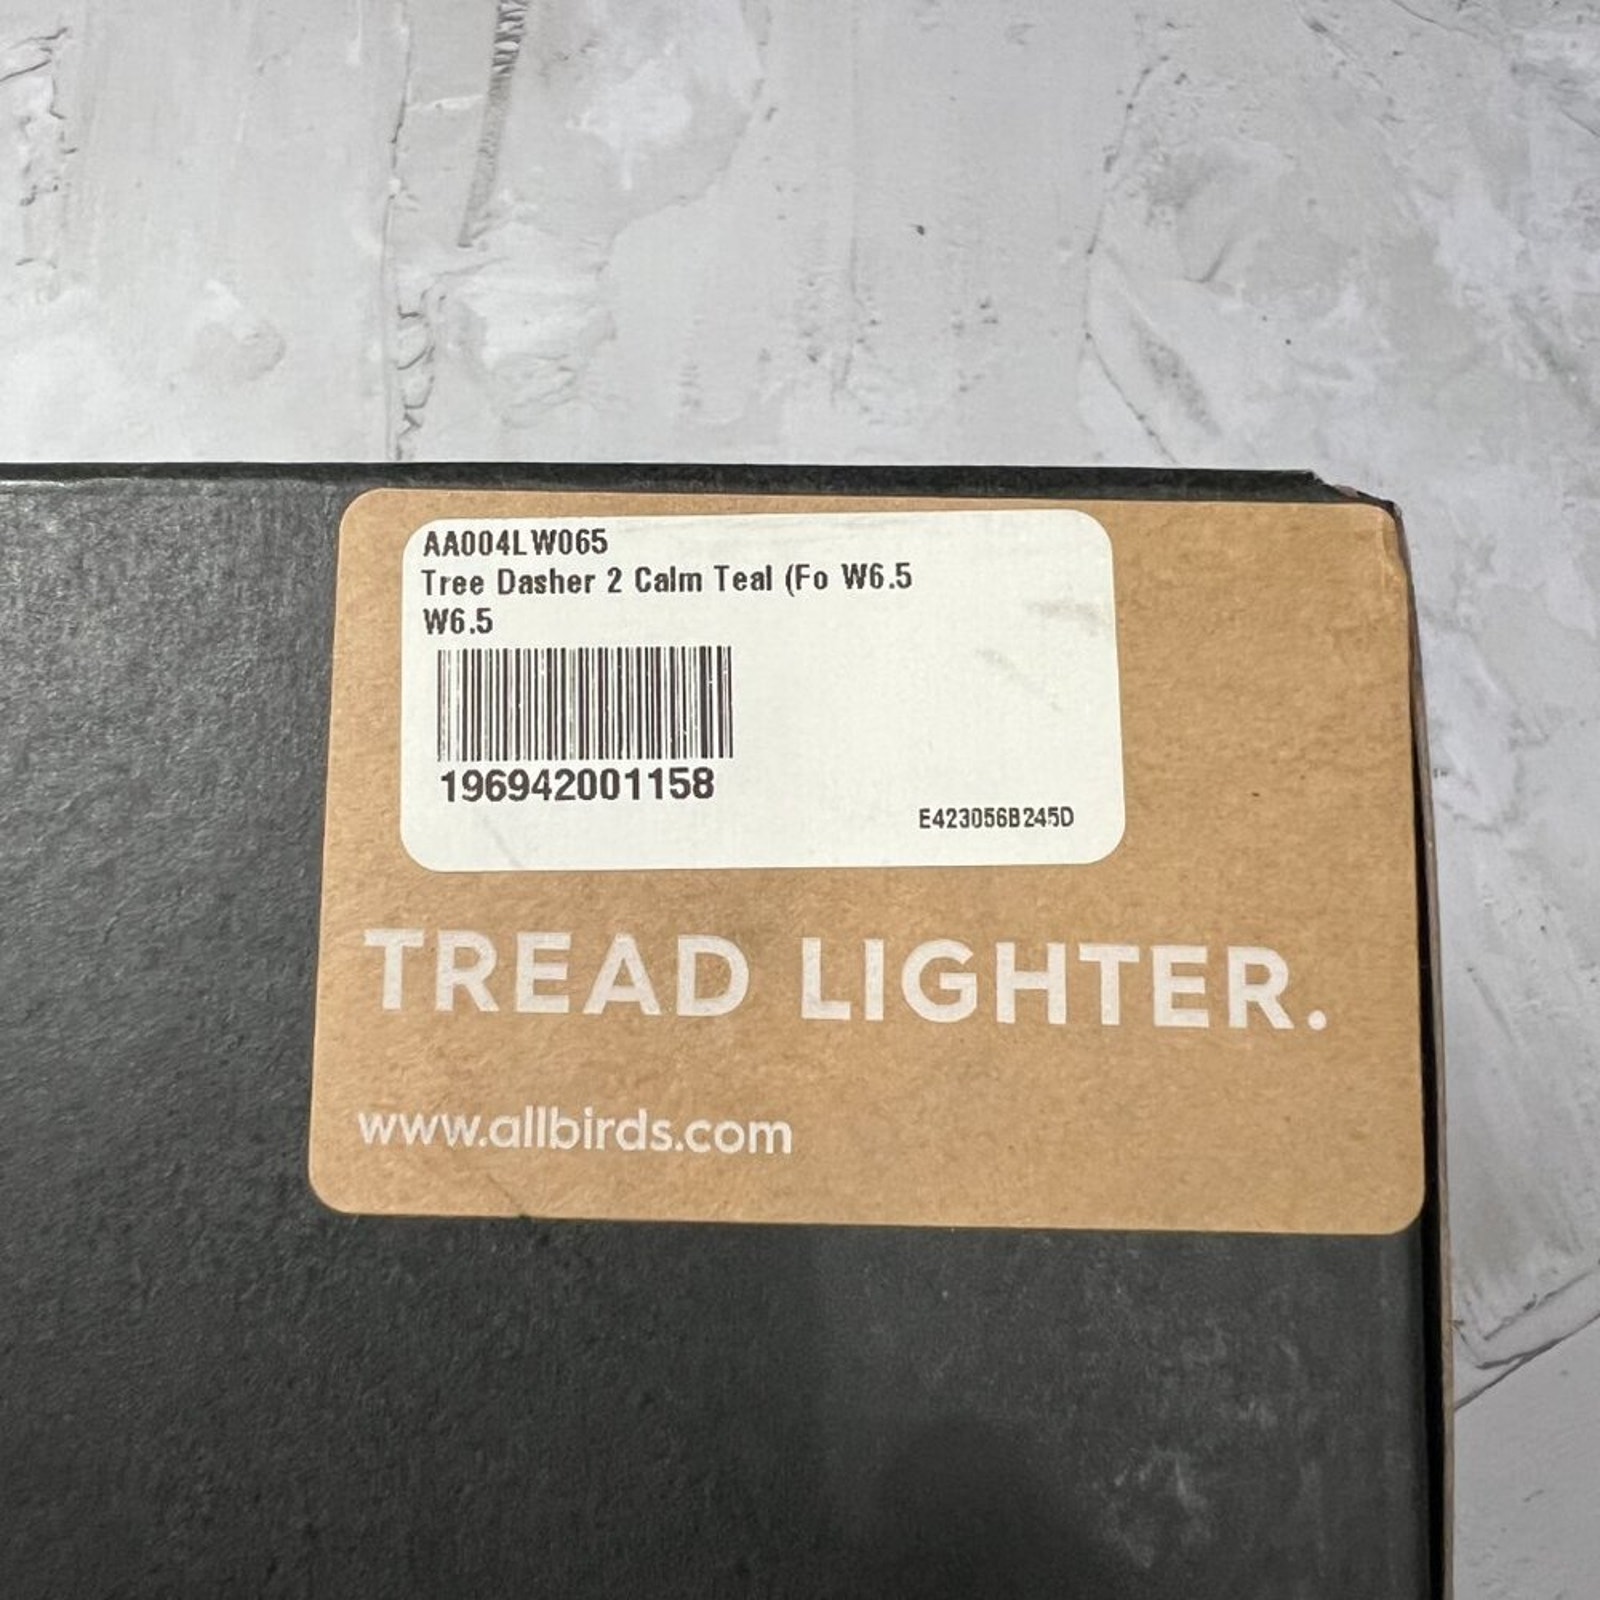 AA004LW065
Tree Dasher 2 Calm Teal (Fo W6.5
W6.5
196942001158
E423056B245D
TREAD LIGHTER.
www.allbirds.com